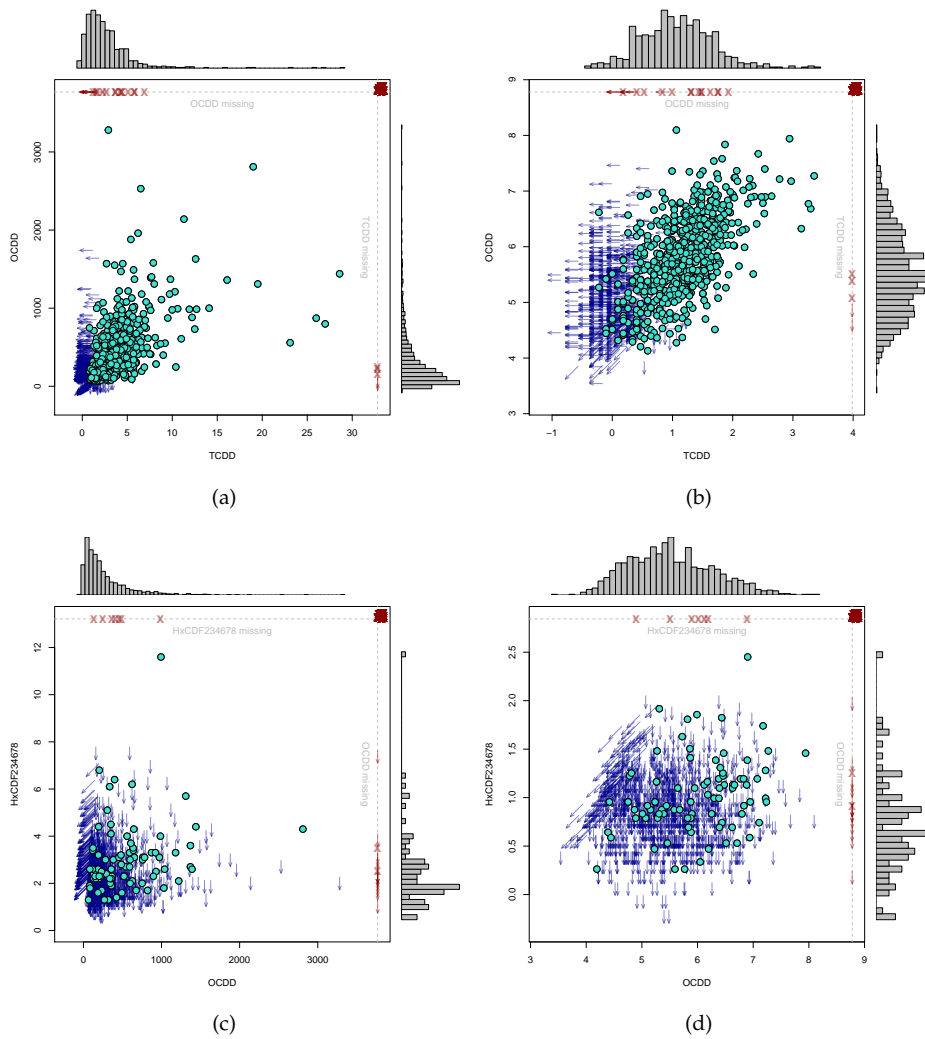 OCDD missing
TCDD missing
OCDD
0 1000 2000 3000
0 5 10 15 20 25 30
TCDD
(a)
OCDD missing
TCDD missing
OCDD
3 4 5 6 7 8 9
−1 0 1 2 3 4
TCDD
(b)
HxCDF234678 missing
OCDD missing
HxCDF234678
0 2 4 6 8 10 12
0 1000 2000 3000
OCDD
(c)
HxCDF234678 missing
OCDD missing
HxCDF234678
0.0 0.5 1.0 1.5 2.0 2.5
3 4 5 6 7 8 9
OCDD
(d)